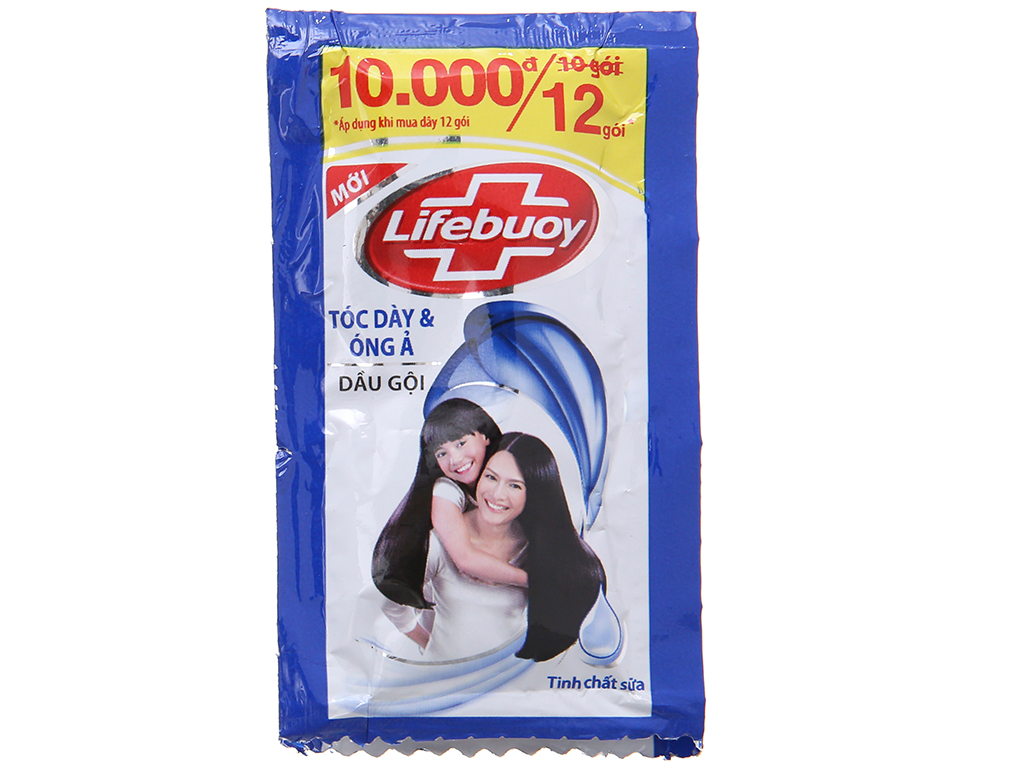 10.000đ/12 gói*
10 gói
*Áp dụng khi mua dây 12 gói
MỚI
Lifebuoy
TÓC DÀY &
ÓNG Ả
DẦU GỘI
Tinh chất sữa